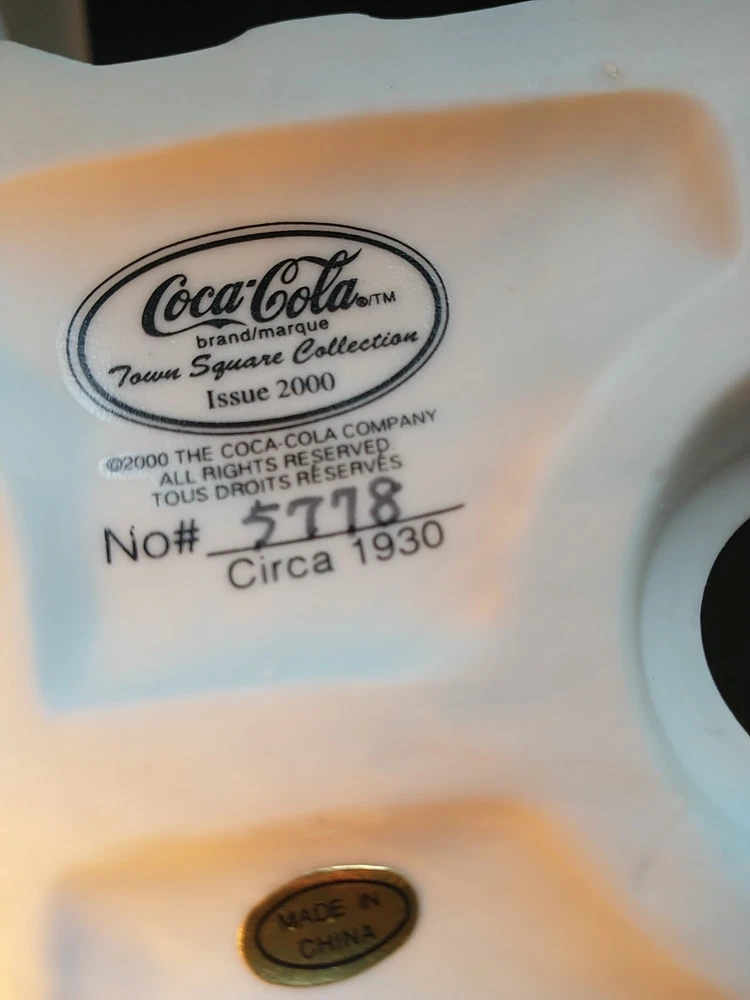 Coca-Cola®/TM
brand/marque
Town Square Collection
Issue 2000
©2000 THE COCA-COLA COMPANY
ALL RIGHTS RESERVED
TOUS DROITS RÉSERVÉS
No# 5778
Circa 1930
MADE IN
CHINA